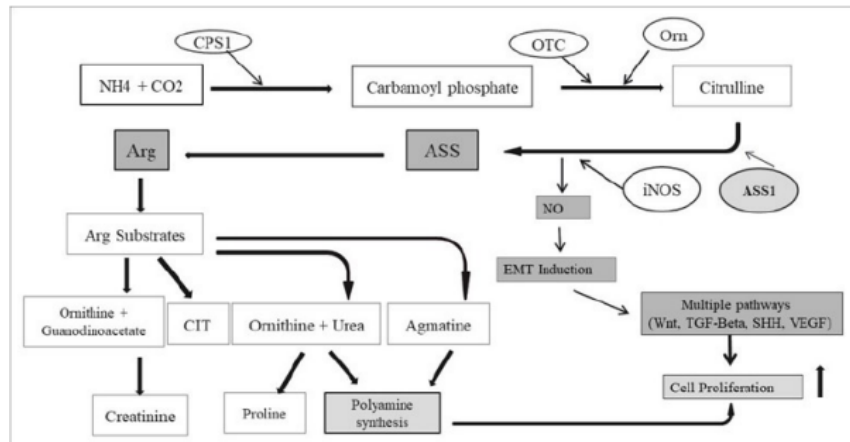 CPS1
OTC
Orn
NH4 + CO2
Carbamoyl phosphate
Citrulline
Arg
ASS
iNOS
ASS1
NO
Arg Substrates
EMT Induction
Multiple pathways
(Wnt, TGF-Beta, SHH, VEGF)
Ornithine +
Guanodinoacetate
CIT
Ornithine + Urea
Agmatine
Cell Proliferation
Creatinine
Proline
Polyamine
synthesis